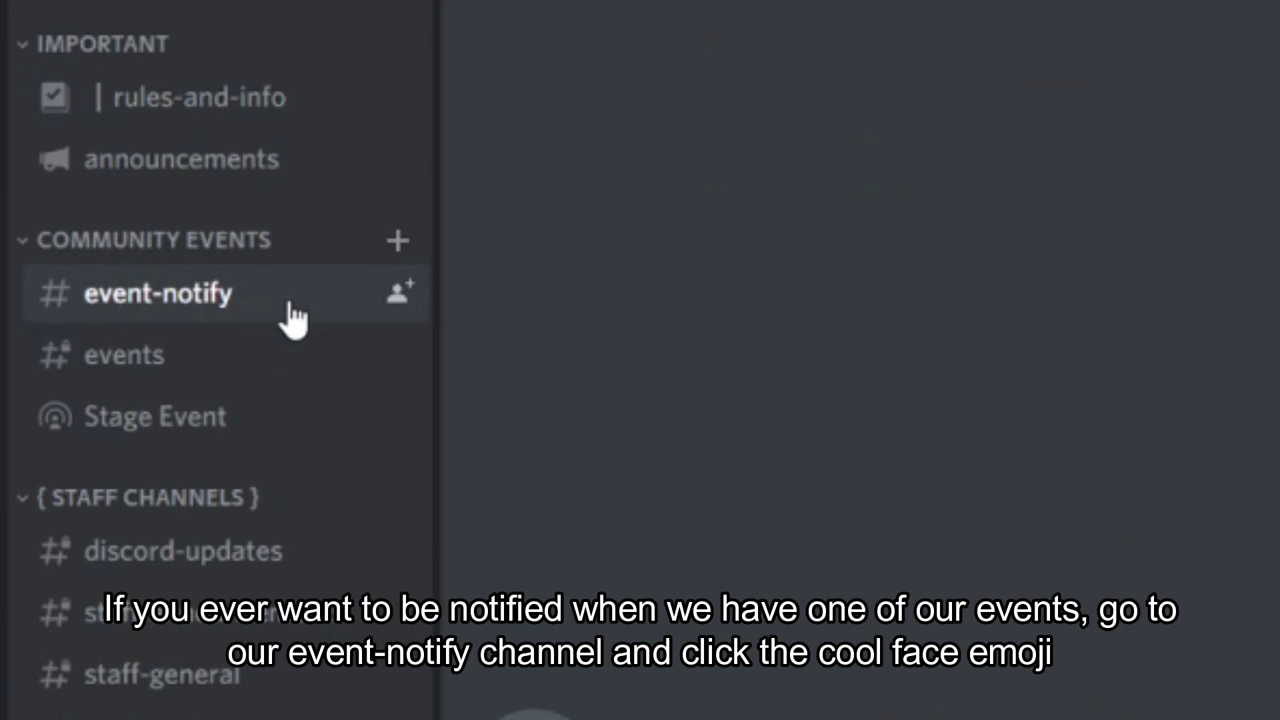 IMPORTANT
| rules-and-info
announcements
COMMUNITY EVENTS
event-notify
events
Stage Event
{ STAFF CHANNELS }
discord-updates
If you ever want to be notified when we have one of our events, go to
our event-notify channel and click the cool face emoji
staff-general